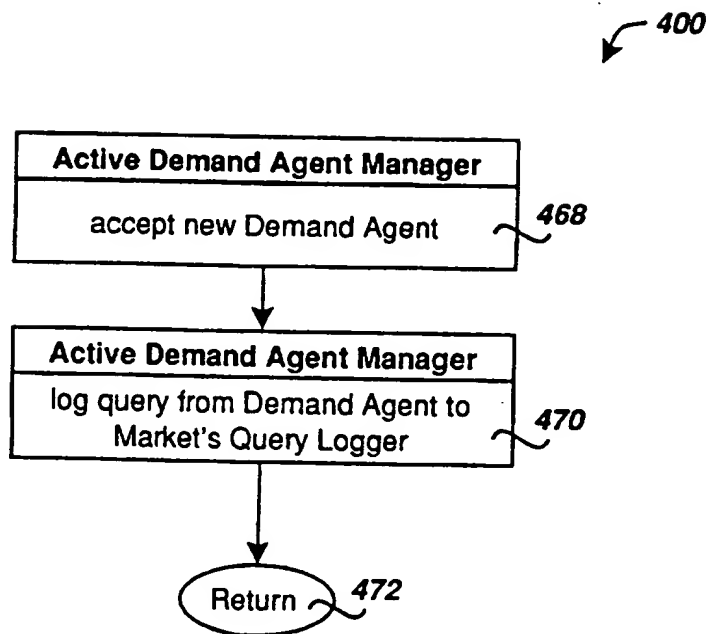 400
Active Demand Agent Manager
accept new Demand Agent
468
Active Demand Agent Manager
log query from Demand Agent to
Market's Query Logger
470
Return
472